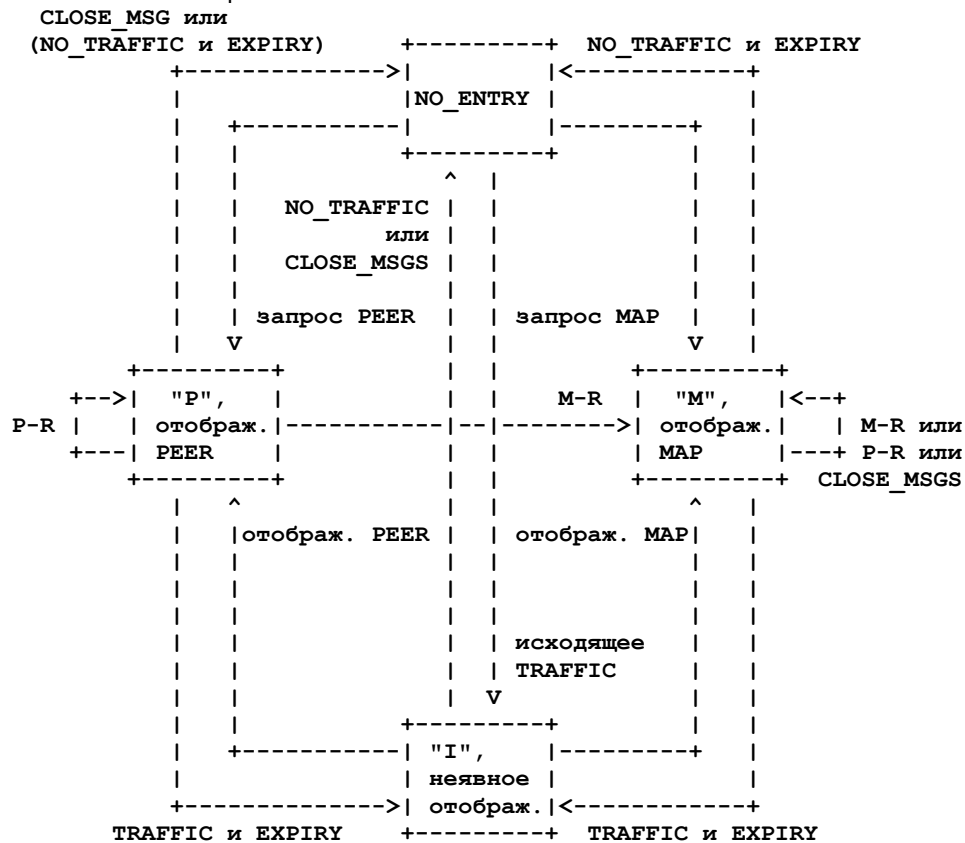 CLOSE_MSG или
(NO_TRAFFIC и EXPIRY) NO_TRAFFIC и EXPIRY
NO_ENTRY
NO_TRAFFIC
или
CLOSE_MSGS
запрос PEER запрос MAP
"P", M-R "M",
P-R отображ. отображ. M-R или
PEER MAP P-R или
CLOSE_MSGS
отображ. PEER отображ. MAP
исходящее
TRAFFIC
"I",
неявное
отображ.
TRAFFIC и EXPIRY TRAFFIC и EXPIRY